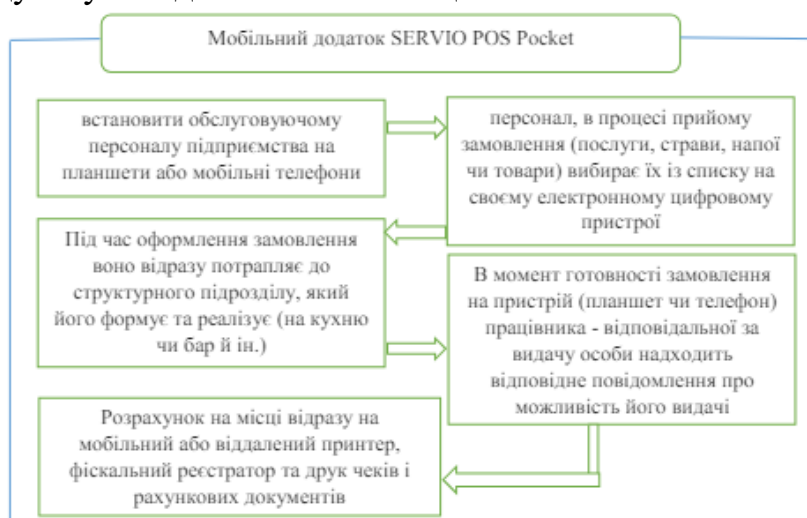 Мобільний додаток SERVIO POS Pocket
встановити обслуговуючому
персоналу підприємства на
планшети або мобільні телефони
персонал, в процесі прийому
замовлення (послуги, страви, напої
чи товари) вибирає їх із списку на
своєму електронному цифровому
пристрої
Під час оформлення замовлення
воно відразу потрапляє до
структурного підрозділу, який
його формує та реалізує (на кухню
чи бар й ін.)
В момент готовності замовлення
на пристрій (планшет чи телефон)
працівника - відповідальної за
видачу особи надходить
відповідне повідомлення про
можливість його видачі
Розрахунок на місці відразу на
мобільний або віддалений принтер,
фіскальний реєстратор та друк чеків і
рахункових документів